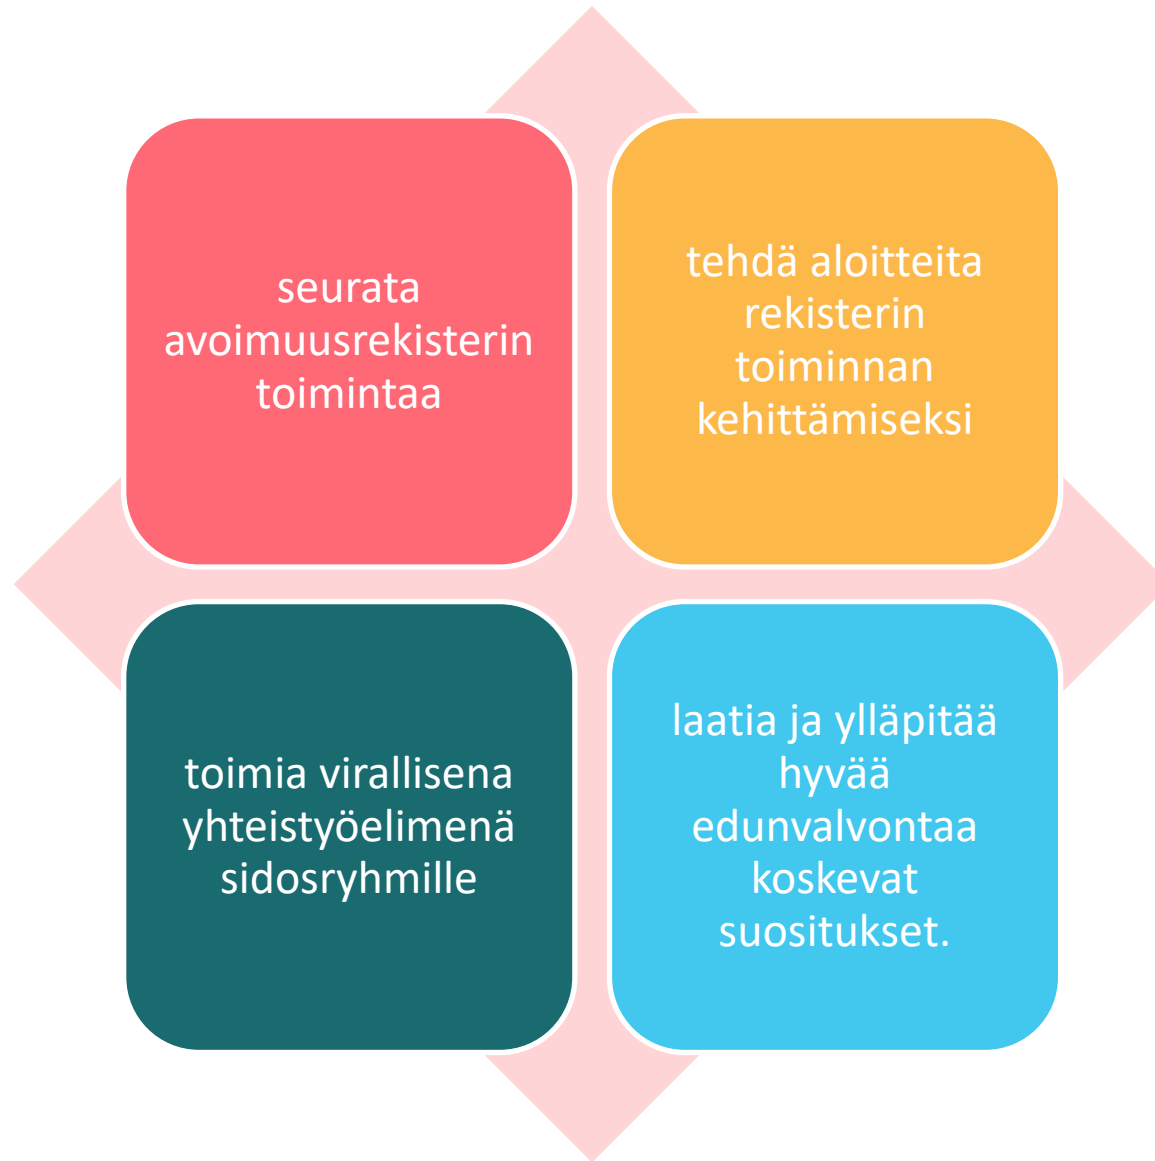 seurata
avoimuusrekisterin
toimintaa
tehdä aloitteita
rekisterin
toiminnan
kehittämiseksi
toimia virallisena
yhteistyöelimenä
sidosryhmille
laatia ja ylläpitää
hyvää
edunvalvontaa
koskevat
suositukset.